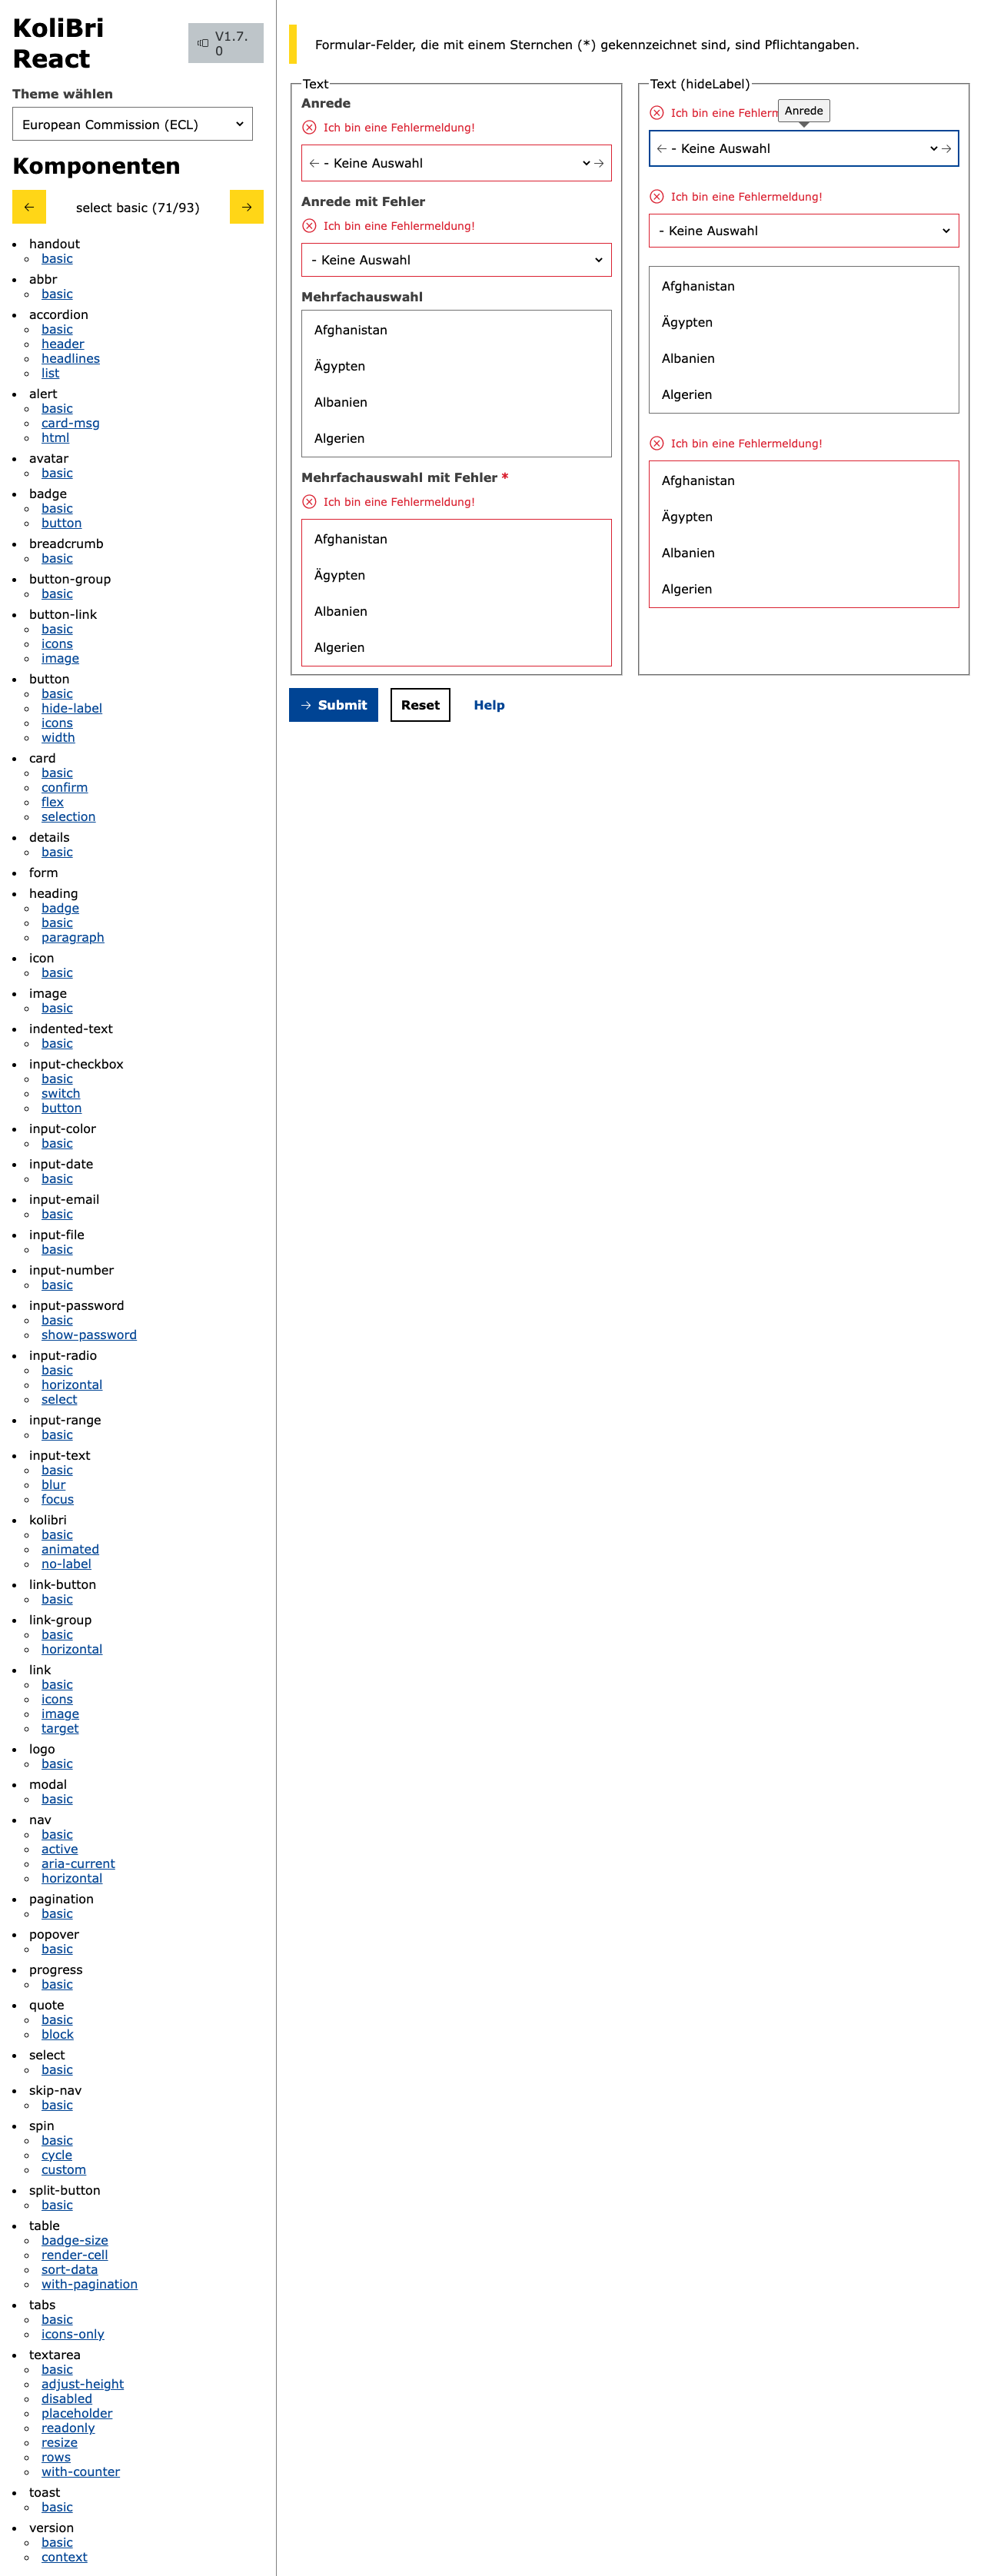 KoliBri
React
V1.7.
0
Theme wählen
European Commission (ECL)
Komponenten
select basic (71/93)
handout
basic
abbr
basic
accordion
basic
header
headlines
list
alert
basic
card-msg
html
avatar
basic
badge
basic
button
breadcrumb
basic
button-group
basic
button-link
basic
icons
image
button
basic
hide-label
icons
width
card
basic
confirm
flex
selection
details
basic
form
heading
badge
basic
paragraph
icon
basic
image
basic
indented-text
basic
input-checkbox
basic
switch
button
input-color
basic
input-date
basic
input-email
basic
input-file
basic
input-number
basic
input-password
basic
show-password
input-radio
basic
horizontal
select
input-range
basic
input-text
basic
blur
focus
kolibri
basic
animated
no-label
link-button
basic
link-group
basic
horizontal
link
basic
icons
image
target
logo
basic
modal
basic
nav
basic
active
aria-current
horizontal
pagination
basic
popover
basic
progress
basic
quote
basic
block
select
basic
skip-nav
basic
spin
basic
cycle
custom
split-button
basic
table
badge-size
render-cell
sort-data
with-pagination
tabs
basic
icons-only
textarea
basic
adjust-height
disabled
placeholder
readonly
resize
rows
with-counter
toast
basic
version
basic
context
Formular-Felder, die mit einem Sternchen (*) gekennzeichnet sind, sind Pflichtangaben.
Text
Anrede
Ich bin eine Fehlermeldung!
- Keine Auswahl
Anrede mit Fehler
Ich bin eine Fehlermeldung!
- Keine Auswahl
Mehrfachauswahl
Afghanistan
Ägypten
Albanien
Algerien
Mehrfachauswahl mit Fehler *
Ich bin eine Fehlermeldung!
Afghanistan
Ägypten
Albanien
Algerien
Text (hideLabel)
Ich bin eine Fehlerm
Anrede
- Keine Auswahl
Ich bin eine Fehlermeldung!
- Keine Auswahl
Afghanistan
Ägypten
Albanien
Algerien
Ich bin eine Fehlermeldung!
Afghanistan
Ägypten
Albanien
Algerien
Submit
Reset
Help